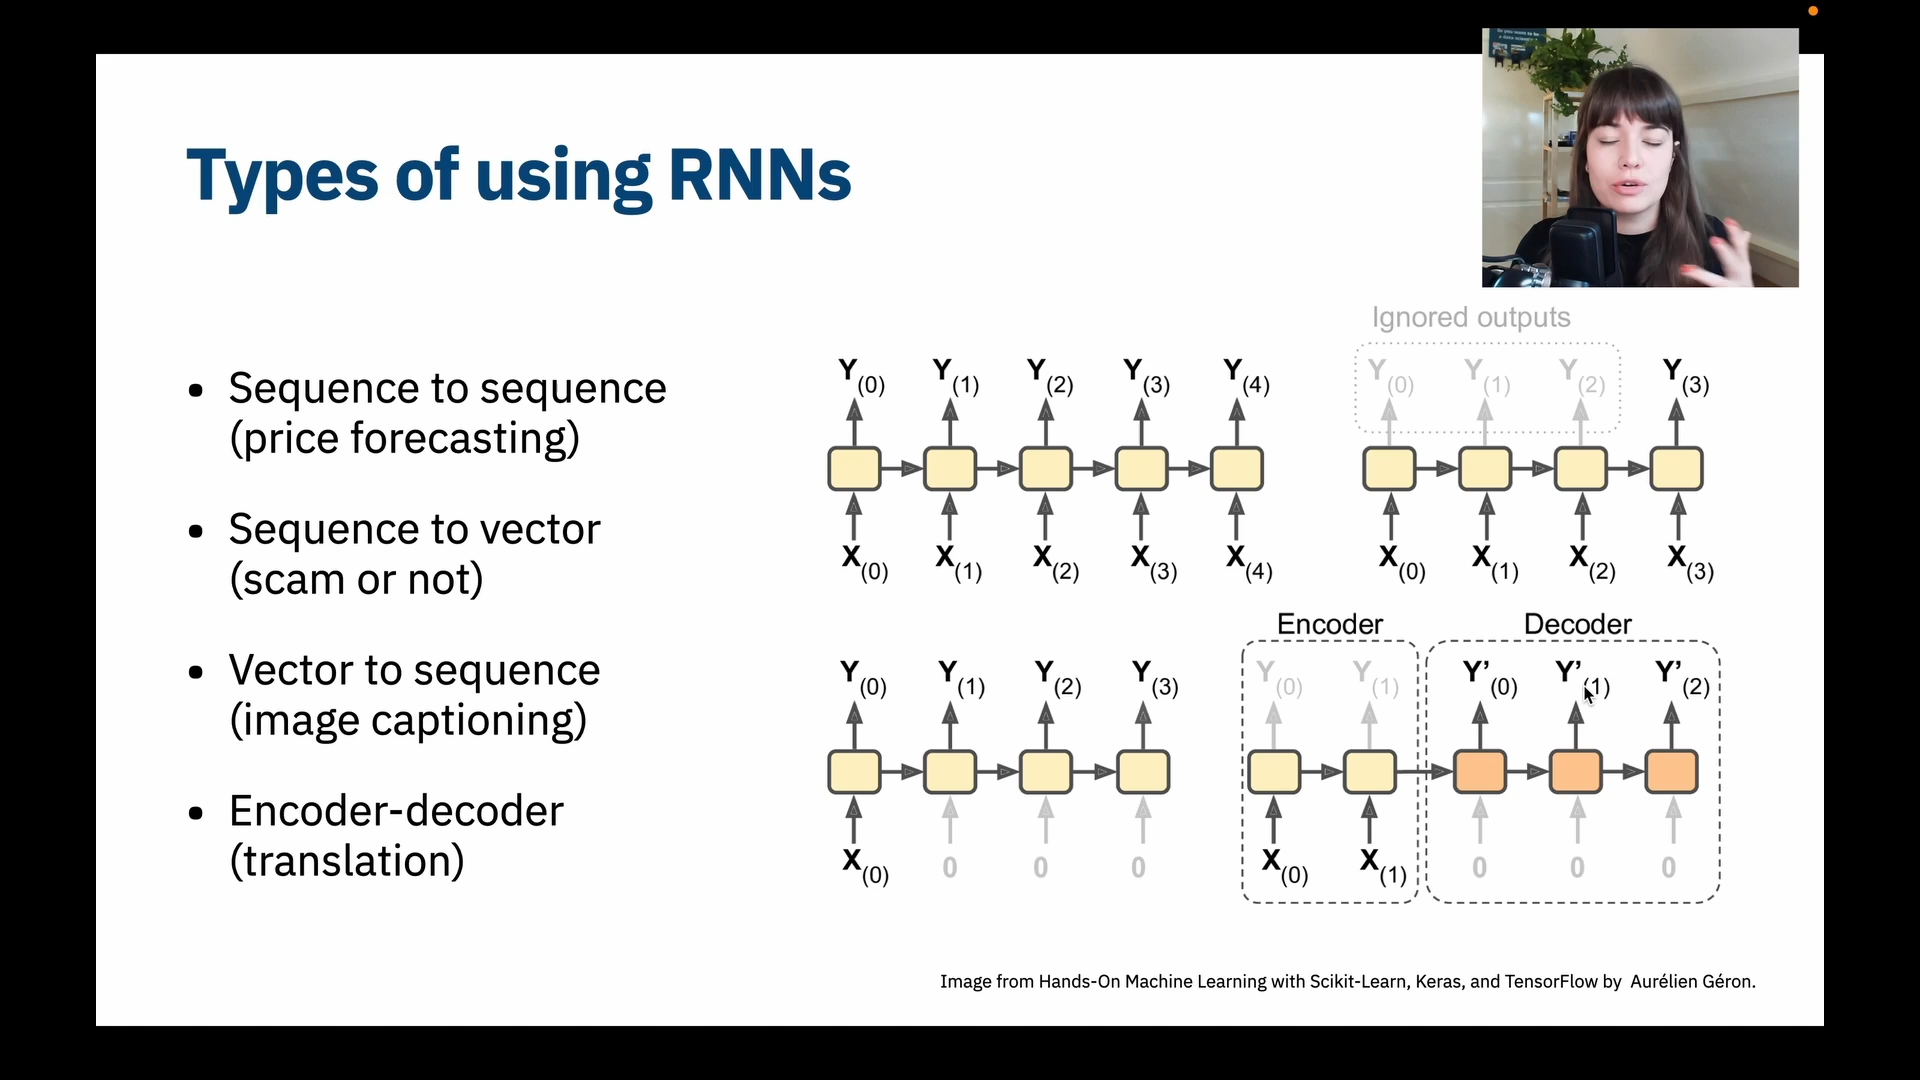 Types of using RNNs
• Sequence to sequence
(price forecasting)
• Sequence to vector
(scam or not)
• Vector to sequence
(image captioning)
• Encoder-decoder
(translation)
Y(0) Y(1) Y(2) Y(3) Y(4)
X(0) X(1) X(2) X(3) X(4)
Ignored outputs
Y(0) Y(1) Y(2) Y(3)
X(0) X(1) X(2) X(3)
Y(0) Y(1) Y(2) Y(3)
X(0) 0 0 0
Encoder Decoder
Y(0) Y(1) Y’(0) Y’(1) Y’(2)
X(0) X(1) 0 0 0
Image from Hands-On Machine Learning with Scikit-Learn, Keras, and TensorFlow by Aurélien Géron.